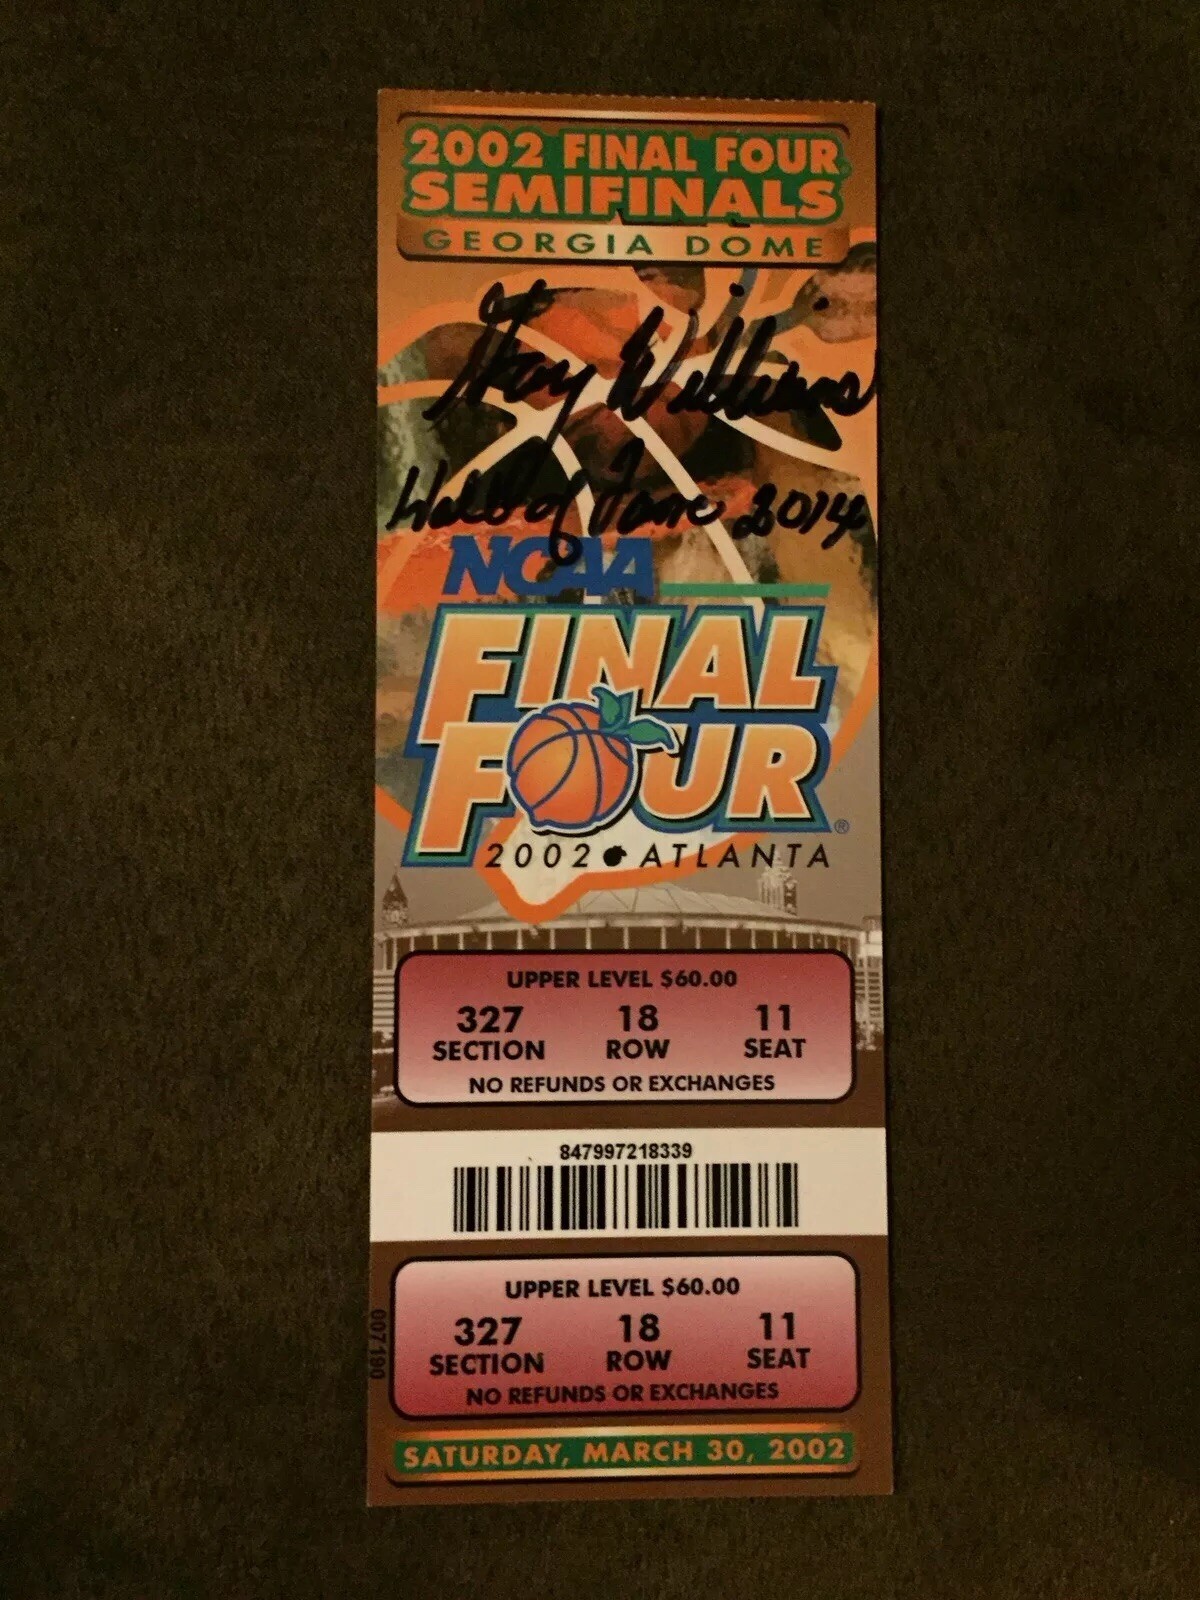 2002 FINAL FOUR
SEMIFINALS
GEORGIA DOME
Gary Williams
Hall of Fame 2014
NCAA
FINAL
FOUR®
2002 ATLANTA
UPPER LEVEL $60.00
327 18 11
SECTION ROW SEAT
NO REFUNDS OR EXCHANGES
847997218339
UPPER LEVEL $60.00
327 18 11
SECTION ROW SEAT
NO REFUNDS OR EXCHANGES
007190
SATURDAY, MARCH 30, 2002